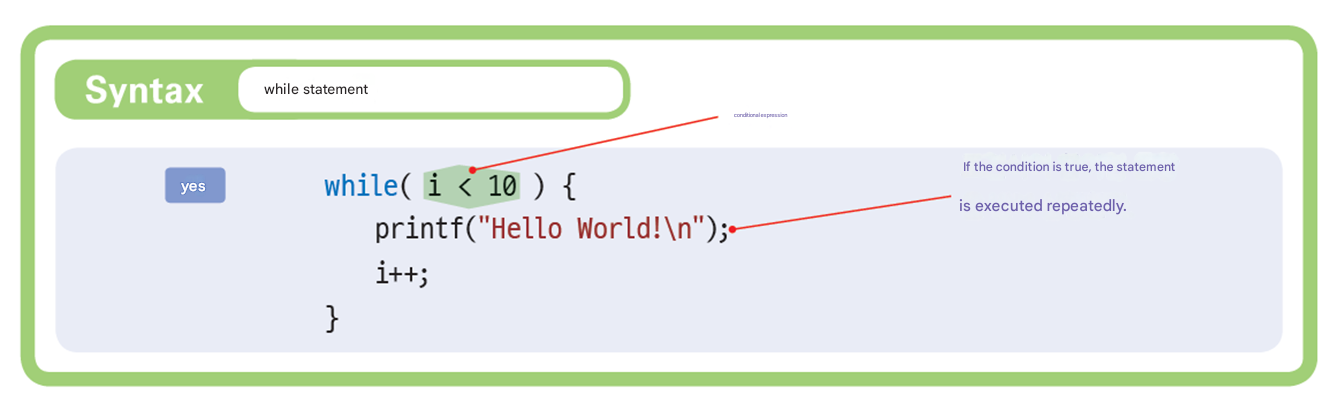 Syntax while statement
conditional expression
yes while( i < 10 ) {
If the condition is true, the statement
is executed repeatedly.
printf("Hello World!\n");
i++;
}